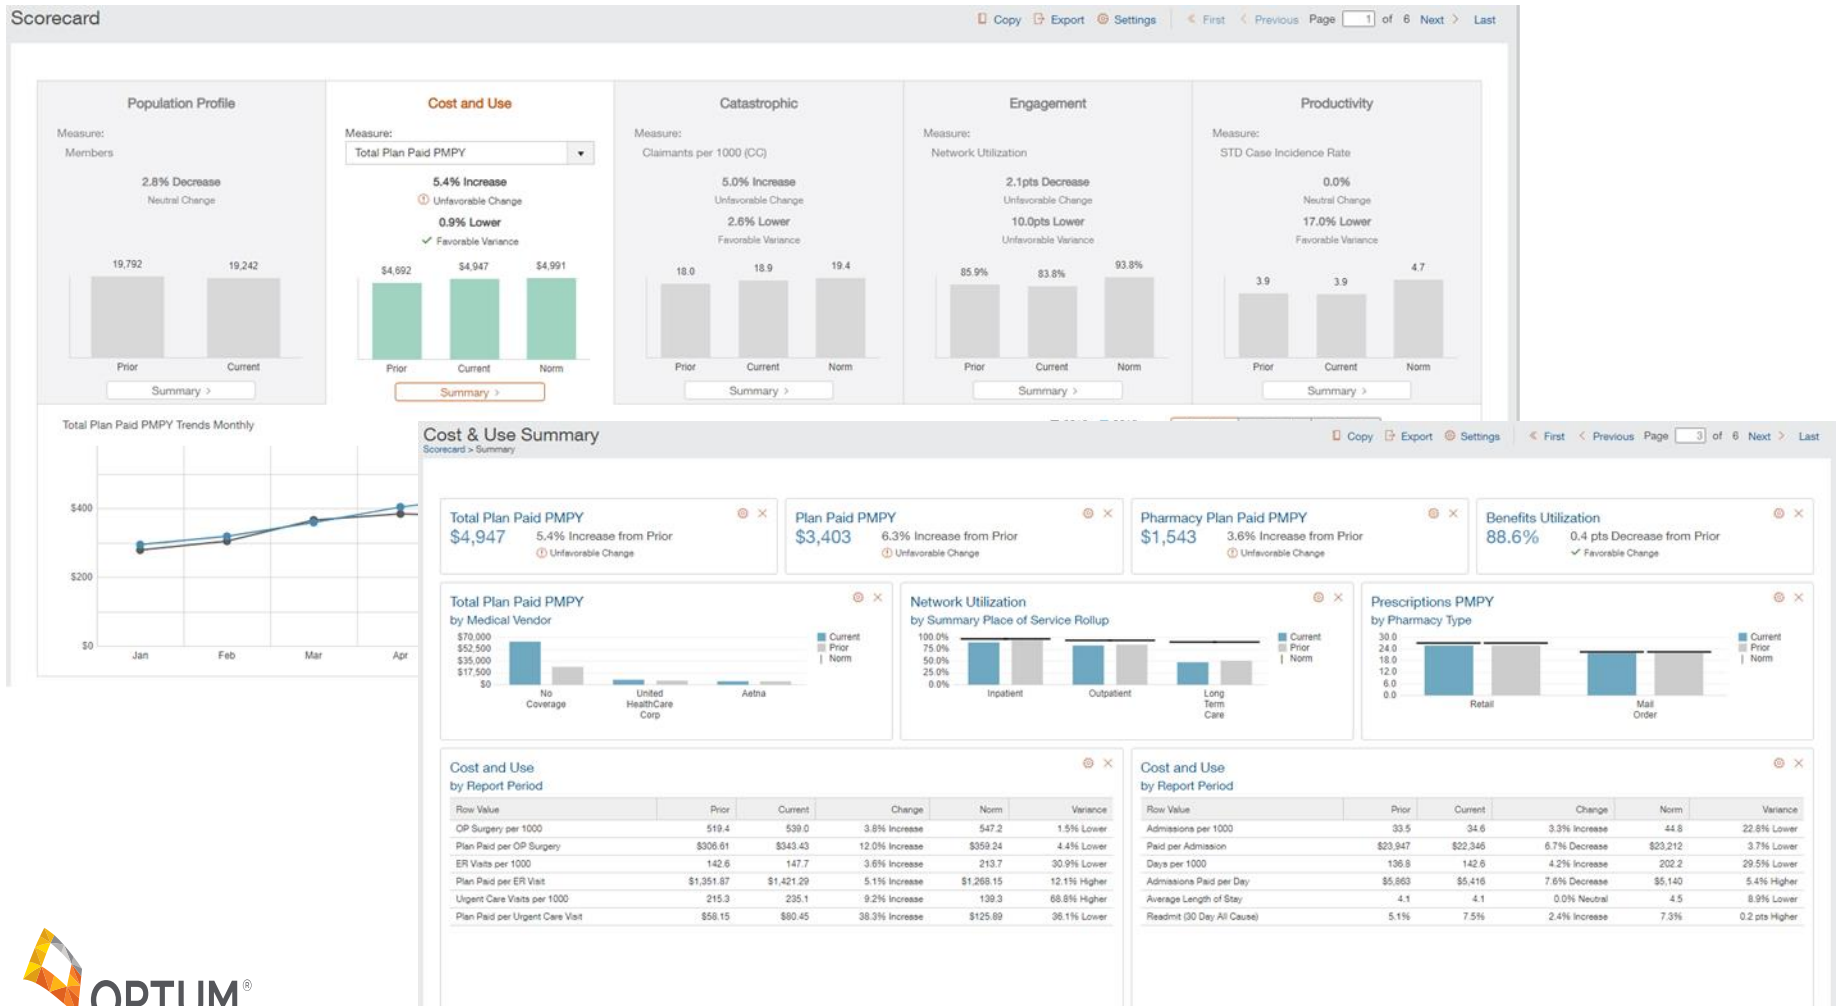 Scorecard
Copy Export Settings First Previous Page 1 of 6 Next Last
Population Profile
Measure:
Members
2.8% Decrease
Neutral Change
19,792 19,242
Prior Current
Summary >
Cost and Use
Measure:
Total Plan Paid PMPY
5.4% Increase
Unfavorable Change
0.9% Lower
Favorable Variance
$4,692 $4,947 $4,991
Prior Current Norm
Summary >
Catastrophic
Measure:
Claimants per 1000 (CC)
5.0% Increase
Unfavorable Change
2.6% Lower
Favorable Variance
18.0 18.9 19.4
Prior Current Norm
Summary >
Engagement
Measure:
Network Utilization
2.1pts Decrease
Unfavorable Change
10.0pts Lower
Unfavorable Variance
85.9% 83.8% 93.8%
Prior Current Norm
Summary >
Productivity
Measure:
STD Case Incidence Rate
0.0%
Neutral Change
17.0% Lower
Favorable Variance
3.9 3.9 4.7
Prior Current Norm
Summary >
Total Plan Paid PMPY Trends Monthly
$400
$200
$0
Jan Feb Mar Apr
Cost & Use Summary
Scorecard > Summary
Copy Export Settings First Previous Page 3 of 6 Next Last
Total Plan Paid PMPY
$4,947 5.4% Increase from Prior
Unfavorable Change
Plan Paid PMPY
$3,403 6.3% Increase from Prior
Unfavorable Change
Pharmacy Plan Paid PMPY
$1,543 3.6% Increase from Prior
Unfavorable Change
Benefits Utilization
88.6% 0.4 pts Decrease from Prior
Favorable Change
Total Plan Paid PMPY
by Medical Vendor
$70,000
$52,500
$35,000
$17,500
$0
No Coverage
United HealthCare Corp
Aetna
Current
Prior
Norm
Network Utilization
by Summary Place of Service Rollup
100.0%
75.0%
50.0%
25.0%
0.0%
Inpatient
Outpatient
Long Term Care
Current
Prior
Norm
Prescriptions PMPY
by Pharmacy Type
30.0
24.0
18.0
12.0
6.0
0.0
Retail
Mail Order
Current
Prior
Norm
Cost and Use
by Report Period
Row Value Prior Current Change Norm Variance
OP Surgery per 1000 519.4 539.0 3.8% Increase 547.2 1.5% Lower
Plan Paid per OP Surgery $306.61 $343.43 12.0% Increase $359.24 4.4% Lower
ER Visits per 1000 142.6 147.7 3.6% Increase 213.7 30.9% Lower
Plan Paid per ER Visit $1,351.87 $1,421.29 5.1% Increase $1,268.15 12.1% Higher
Urgent Care Visits per 1000 215.3 235.1 9.2% Increase 139.3 68.8% Higher
Plan Paid per Urgent Care Visit $58.15 $80.45 38.3% Increase $125.89 36.1% Lower
Cost and Use
by Report Period
Row Value Prior Current Change Norm Variance
Admissions per 1000 33.5 34.6 3.3% Increase 44.8 22.8% Lower
Paid per Admission $23,947 $22,346 6.7% Decrease $23,212 3.7% Lower
Days per 1000 136.8 142.6 4.2% Increase 202.2 29.5% Lower
Admissions Paid per Day $5,863 $5,416 7.6% Decrease $5,140 5.4% Higher
Average Length of Stay 4.1 4.1 0.0% Neutral 4.5 8.9% Lower
Readmit (30 Day All Cause) 5.1% 7.5% 2.4% Increase 7.3% 0.2 pts Higher
OPTUM®